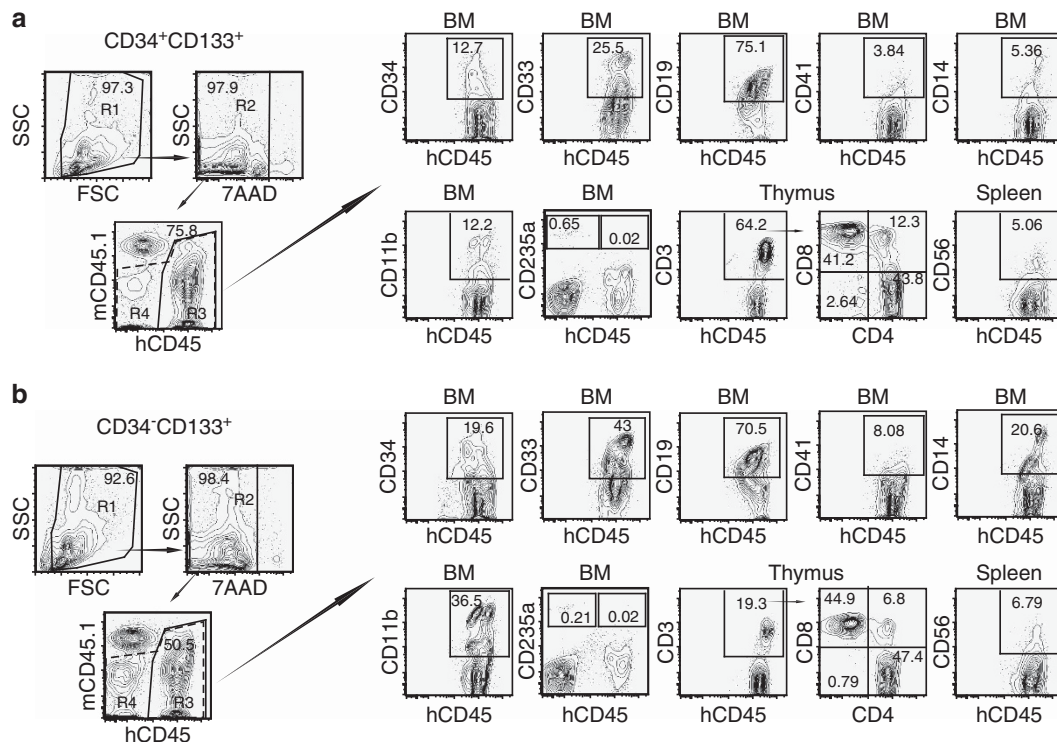 a
CD34+CD133+
97.3
R1
SSC
FSC
97.9
R2
SSC
7AAD
75.8
mCD45.1
R4
R3
hCD45
BM
BM
BM
BM
BM
12.7
CD34
hCD45
25.5
CD33
hCD45
75.1
CD19
hCD45
3.84
CD41
hCD45
5.36
CD14
hCD45
BM
BM
Thymus
Spleen
12.2
CD11b
hCD45
0.65
0.02
CD235a
hCD45
64.2
CD3
hCD45
12.3
41.2
43.8
2.64
CD8
CD4
5.06
CD56
hCD45
b
CD34-CD133+
92.6
R1
SSC
FSC
98.4
R2
SSC
7AAD
50.5
mCD45.1
R4
R3
hCD45
BM
BM
BM
BM
BM
19.6
CD34
hCD45
43
CD33
hCD45
70.5
CD19
hCD45
8.08
CD41
hCD45
20.6
CD14
hCD45
BM
BM
Thymus
Spleen
36.5
CD11b
hCD45
0.21
0.02
CD235a
hCD45
19.3
CD3
hCD45
44.9
6.8
47.4
0.79
CD8
CD4
6.79
CD56
hCD45